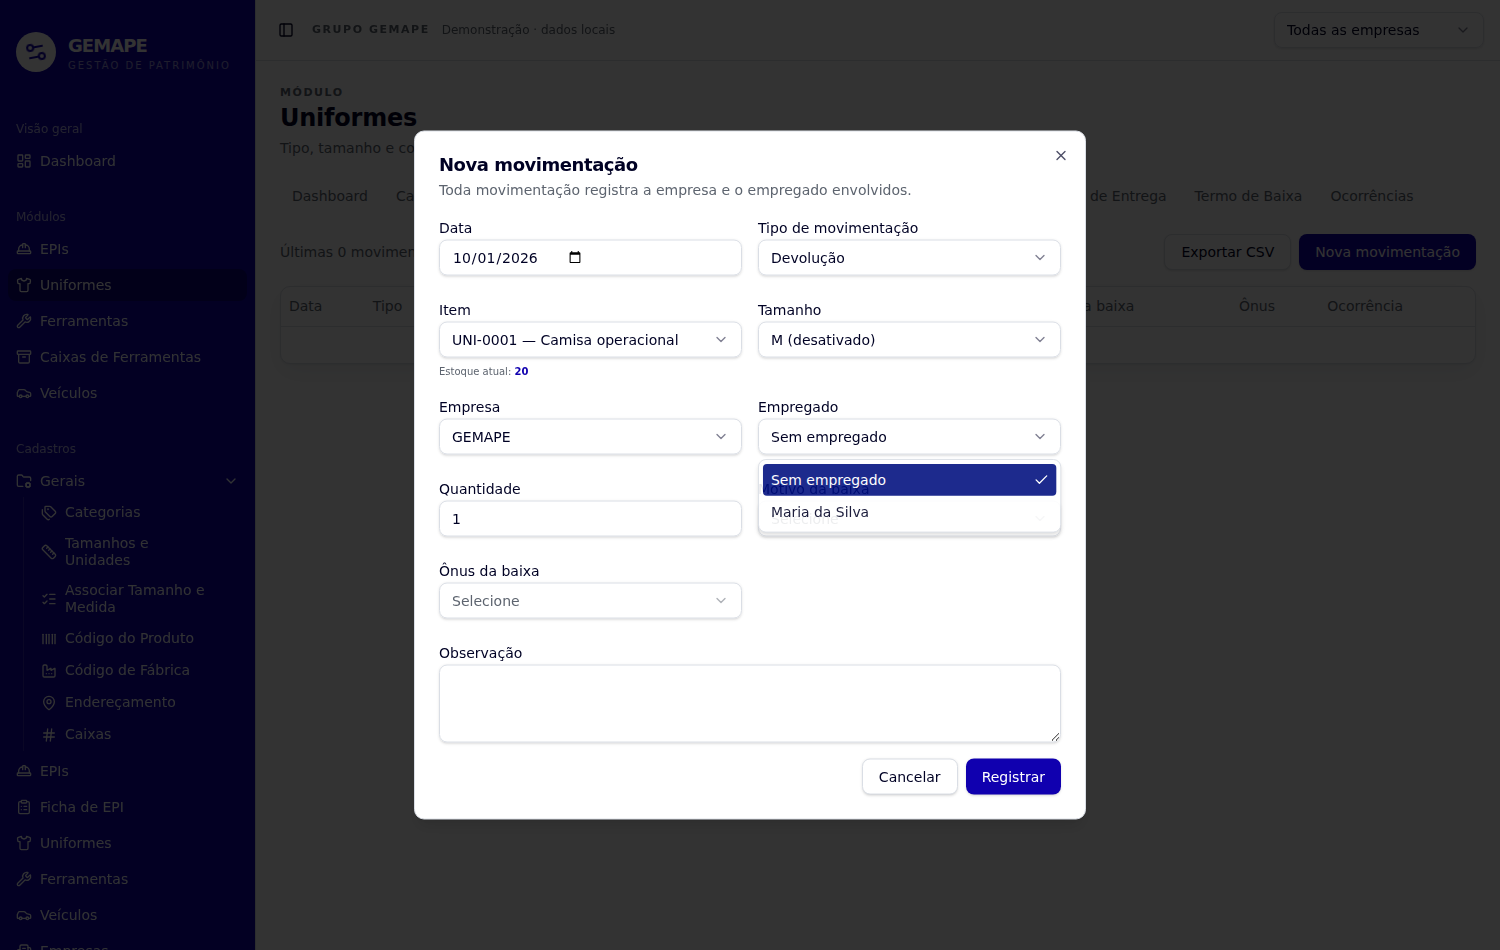 GEMAPE
GESTÃO DE PATRIMÔNIO
Visão geral
Dashboard
Módulos
EPIs
Uniformes
Ferramentas
Caixas de Ferramentas
Veículos
Cadastros
Gerais
Categorias
Tamanhos e
Unidades
Associar Tamanho e
Medida
Código do Produto
Código de Fábrica
Endereçamento
Caixas
EPIs
Ficha de EPI
Uniformes
Ferramentas
Veículos
Empresas
GRUPO GEMAPE
Demonstração · dados locais
Todas as empresas
MÓDULO
Uniformes
Tipo, tamanho e co
Dashboard
Ca
de Entrega
Termo de Baixa
Ocorrências
Últimas 0 movimen
Exportar CSV
Nova movimentação
Data
Tipo
a baixa
Ônus
Ocorrência
Nova movimentação
Toda movimentação registra a empresa e o empregado envolvidos.
Data
Tipo de movimentação
10/01/2026
Devolução
Item
Tamanho
UNI-0001 — Camisa operacional
M (desativado)
Estoque atual: 20
Empresa
Empregado
GEMAPE
Sem empregado
Sem empregado
Maria da Silva
Quantidade
Motivo da baixa
1
Selecione
Ônus da baixa
Selecione
Observação
Cancelar
Registrar